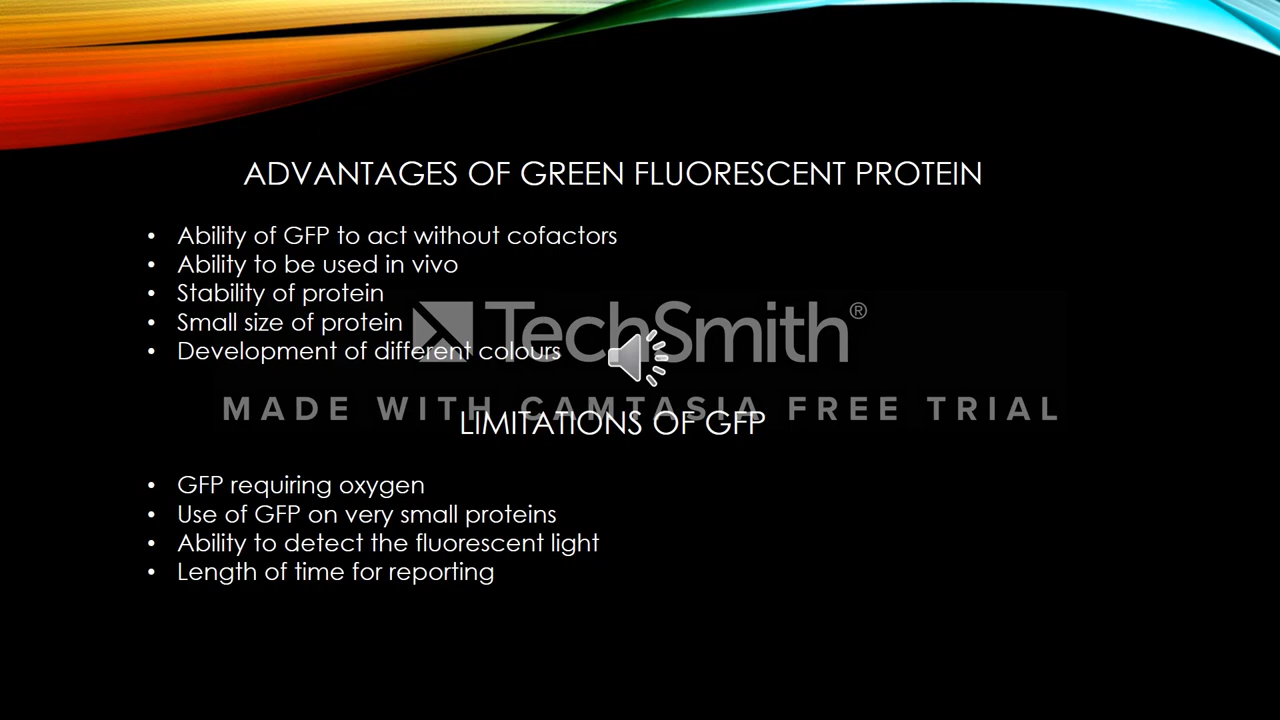 ADVANTAGES OF GREEN FLUORESCENT PROTEIN
• Ability of GFP to act without cofactors
• Ability to be used in vivo
• Stability of protein
• Small size of protein
• Development of different colours
TechSmith®
MADE WITH CAMTASIA FREE TRIAL
LIMITATIONS OF GFP
• GFP requiring oxygen
• Use of GFP on very small proteins
• Ability to detect the fluorescent light
• Length of time for reporting